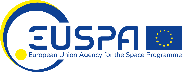 EUSPA
European Union Agency for the Space Programme